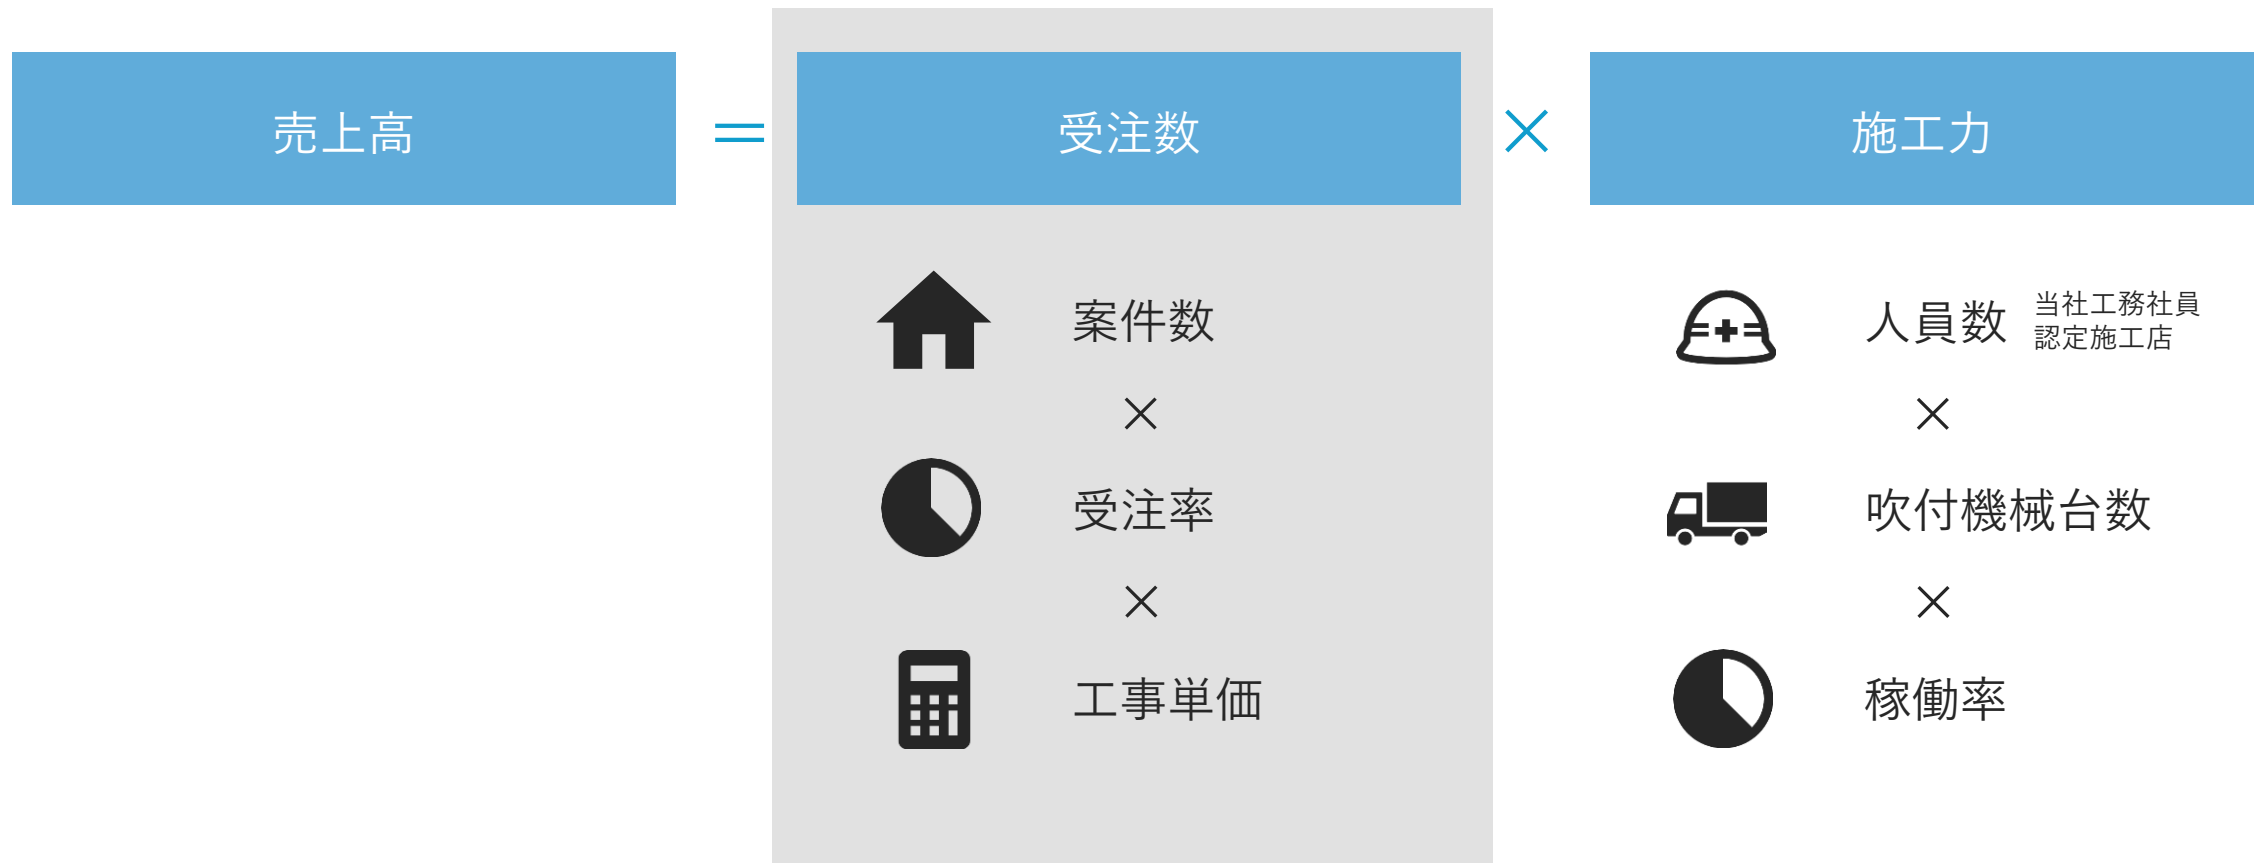 売上高
＝
受注数
×
施工力
案件数
×
受注率
×
工事単価
人員数
当社工務社員
認定施工店
×
吹付機械台数
×
稼働率